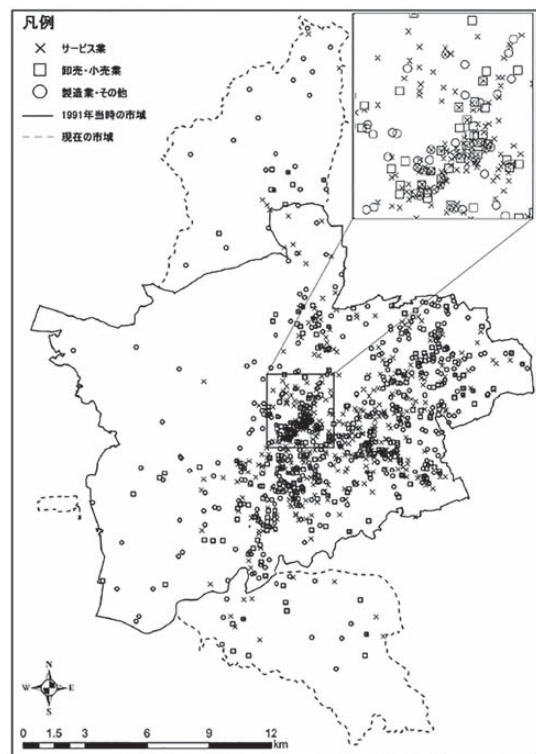 凡例
サービス業
卸売・小売業
製造業・その他
1991年当時の市域
現在の市域
N
W E
S
0 1.5 3 6 9 12
km